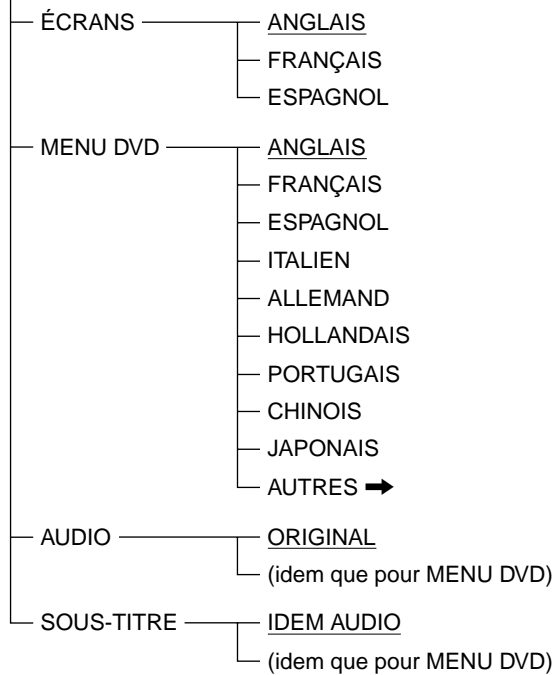 ÉCRANS ANGLAIS
FRANÇAIS
ESPAGNOL
MENU DVD ANGLAIS
FRANÇAIS
ESPAGNOL
ITALIEN
ALLEMAND
HOLLANDAIS
PORTUGAIS
CHINOIS
JAPONAIS
AUTRES ➡
AUDIO ORIGINAL
(idem que pour MENU DVD)
SOUS-TITRE IDEM AUDIO
(idem que pour MENU DVD)